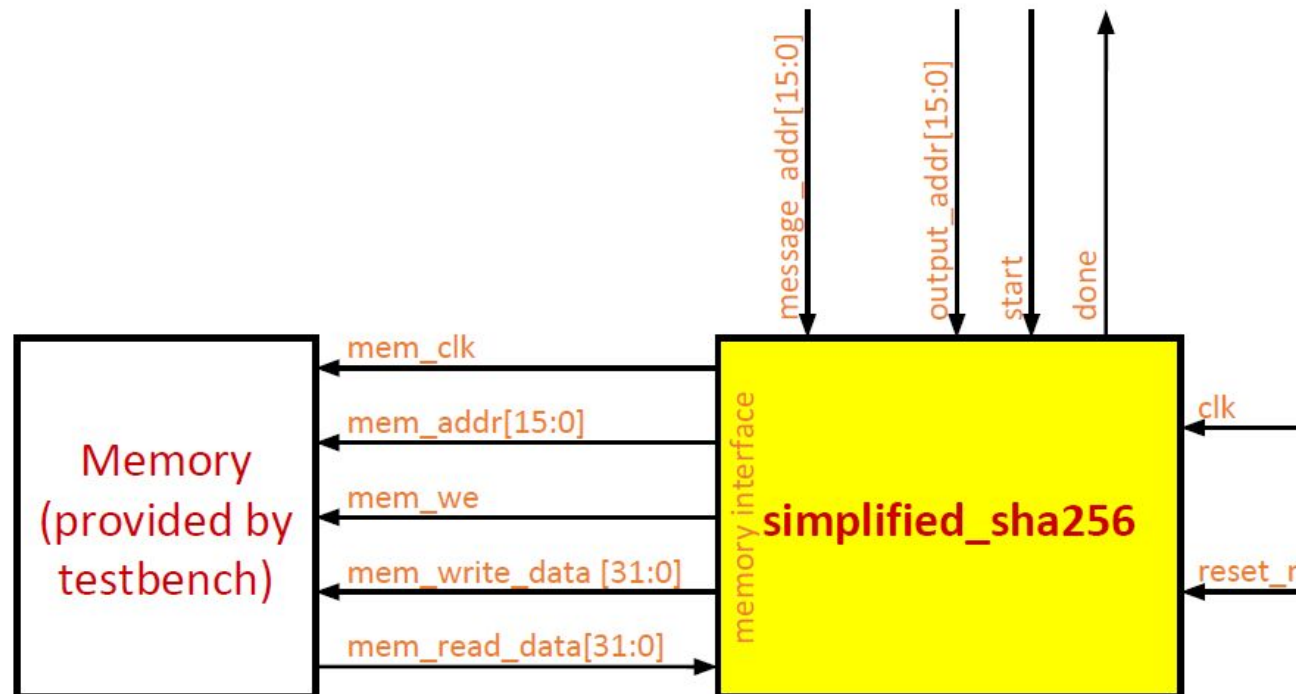 message_addr[15:0]
output_addr[15:0]
start
done
mem_clk
mem_addr[15:0]
mem_we
mem_write_data [31:0]
mem_read_data[31:0]
Memory
(provided by
testbench)
memory interface
simplified_sha256
clk
reset_n